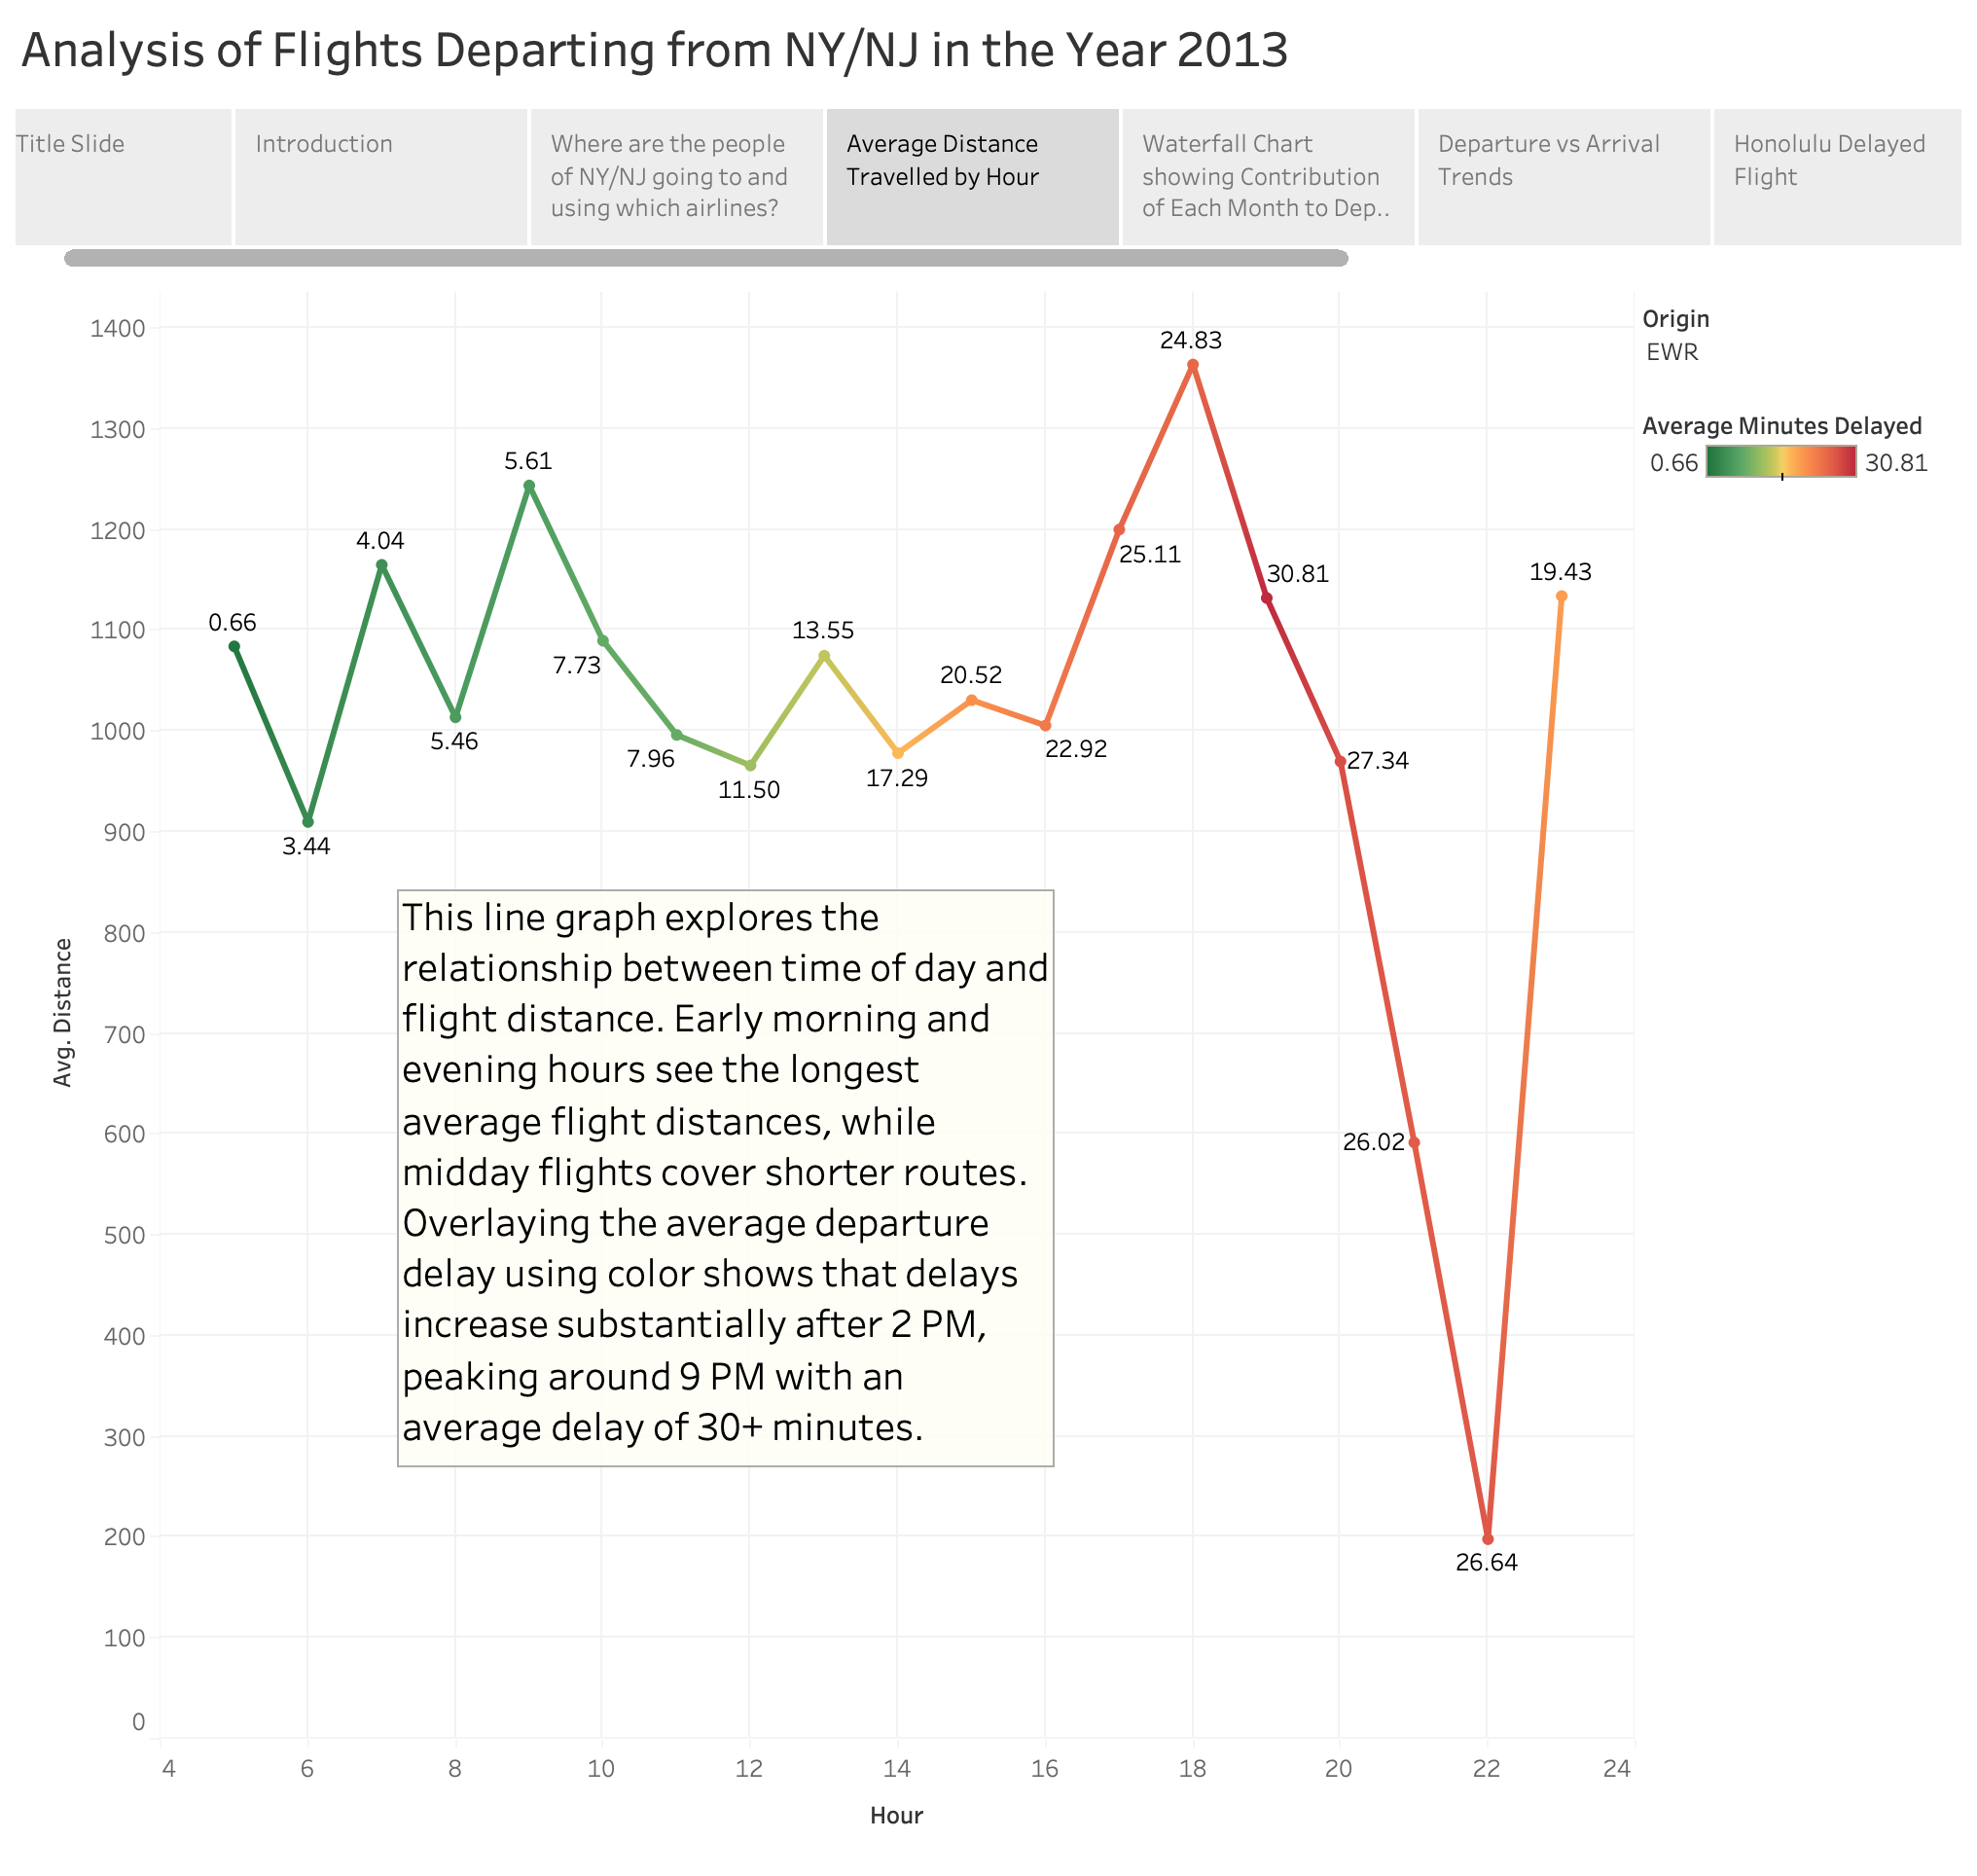 Analysis of Flights Departing from NY/NJ in the Year 2013
Title Slide
Introduction
Where are the people
of NY/NJ going to and
using which airlines?
Average Distance
Travelled by Hour
Waterfall Chart
showing Contribution
of Each Month to Dep..
Departure vs Arrival
Trends
Honolulu Delayed
Flight
Origin
EWR
Average Minutes Delayed
0.66 30.81
Avg. Distance
1400
1300
1200
1100
1000
900
800
700
600
500
400
300
200
100
0
0.66
3.44
4.04
5.46
5.61
7.73
7.96
11.50
13.55
17.29
20.52
22.92
25.11
24.83
30.81
27.34
26.02
26.64
19.43
This line graph explores the
relationship between time of day and
flight distance. Early morning and
evening hours see the longest
average flight distances, while
midday flights cover shorter routes.
Overlaying the average departure
delay using color shows that delays
increase substantially after 2 PM,
peaking around 9 PM with an
average delay of 30+ minutes.
4 6 8 10 12 14 16 18 20 22 24
Hour